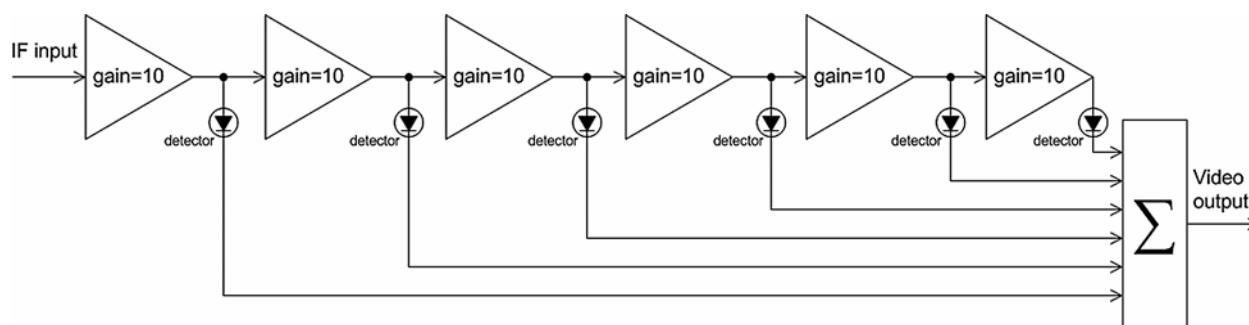 IF input
gain=10
gain=10
gain=10
gain=10
gain=10
gain=10
detector
detector
detector
detector
detector
detector
Σ
Video
output